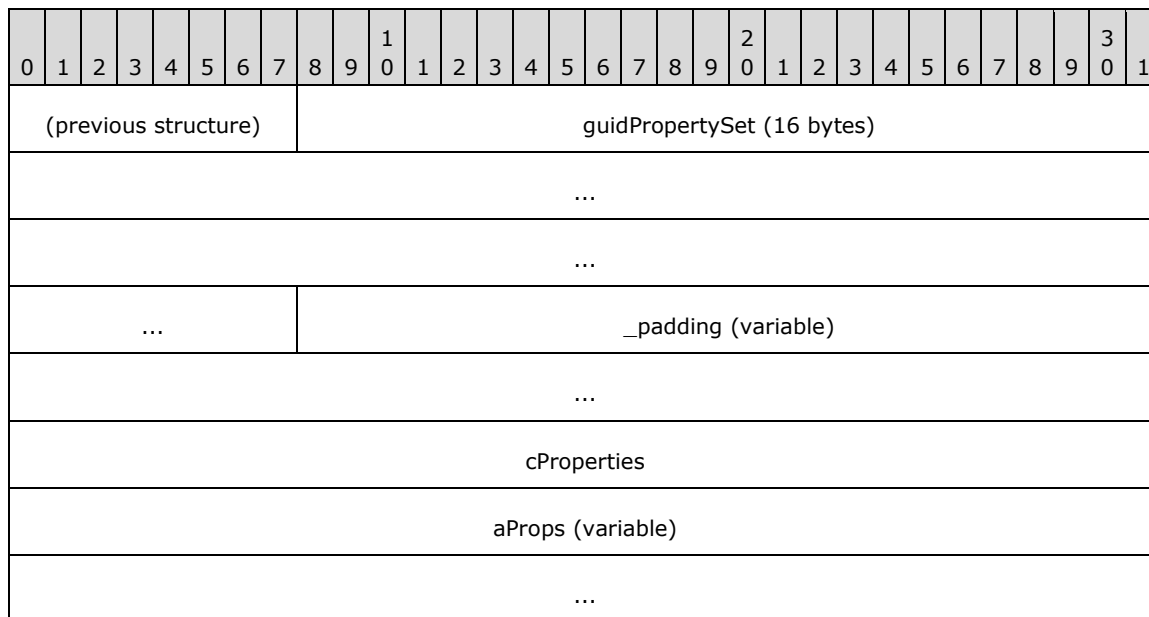 0 1 2 3 4 5 6 7 8 9 1 0 1 2 3 4 5 6 7 8 9 2 0 1 2 3 4 5 6 7 8 9 3 0 1
(previous structure) guidPropertySet (16 bytes)
...
...
... _padding (variable)
...
cProperties
aProps (variable)
...